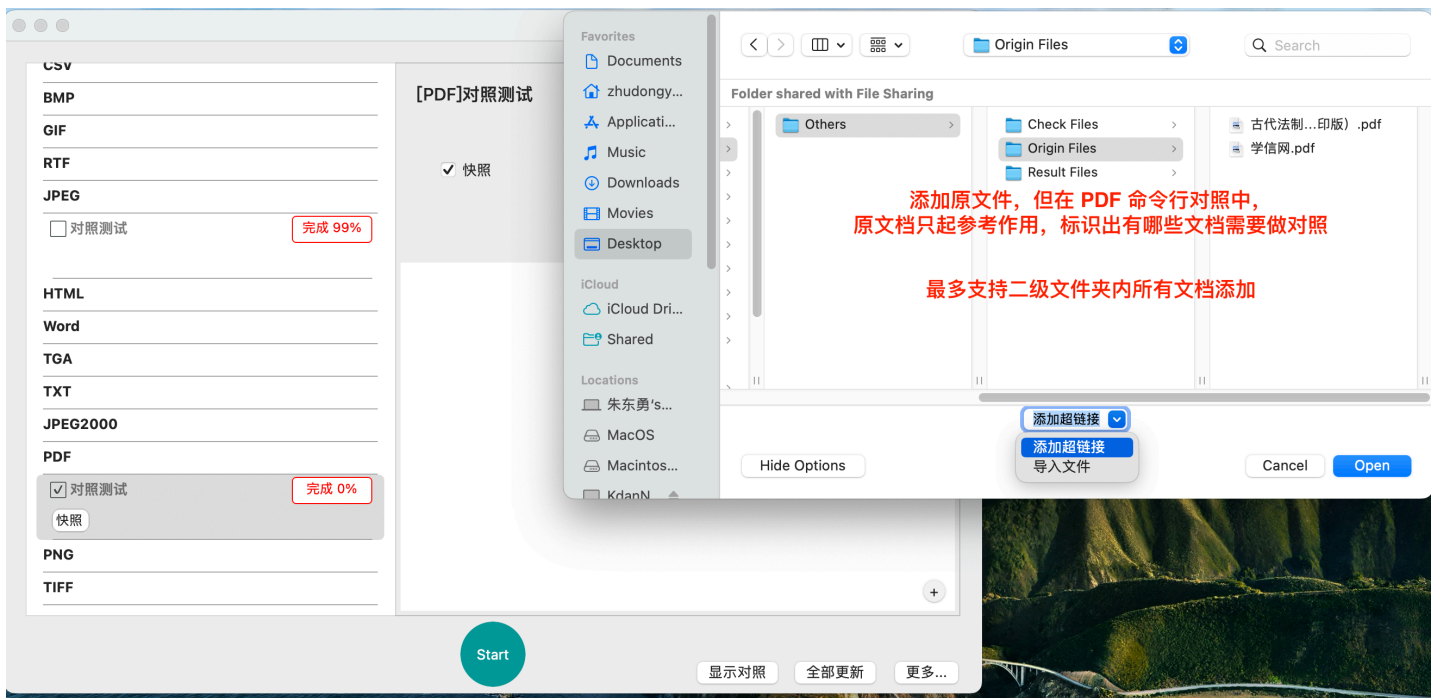 CSV
BMP
GIF
RTF
JPEG
对照测试
完成 99%
HTML
Word
TGA
TXT
JPEG2000
PDF
对照测试
完成 0%
快照
PNG
TIFF
[PDF]对照测试
快照
+
Start
显示对照
全部更新
更多...
Favorites
Documents
zhudongy...
Applicati...
Music
Downloads
Movies
Desktop
iCloud
iCloud Dri...
Shared
Locations
朱东勇‘s...
MacOS
Macintos...
KdanN
Origin Files
Search
Folder shared with File Sharing
Others
Check Files
Origin Files
Result Files
古代法制...印版）.pdf
学信网.pdf
添加原文件，但在 PDF 命令行对照中，
原文档只起参考作用，标识出有哪些文档需要做对照
最多支持二级文件夹内所有文档添加
添加超链接
添加超链接
导入文件
Hide Options
Cancel
Open